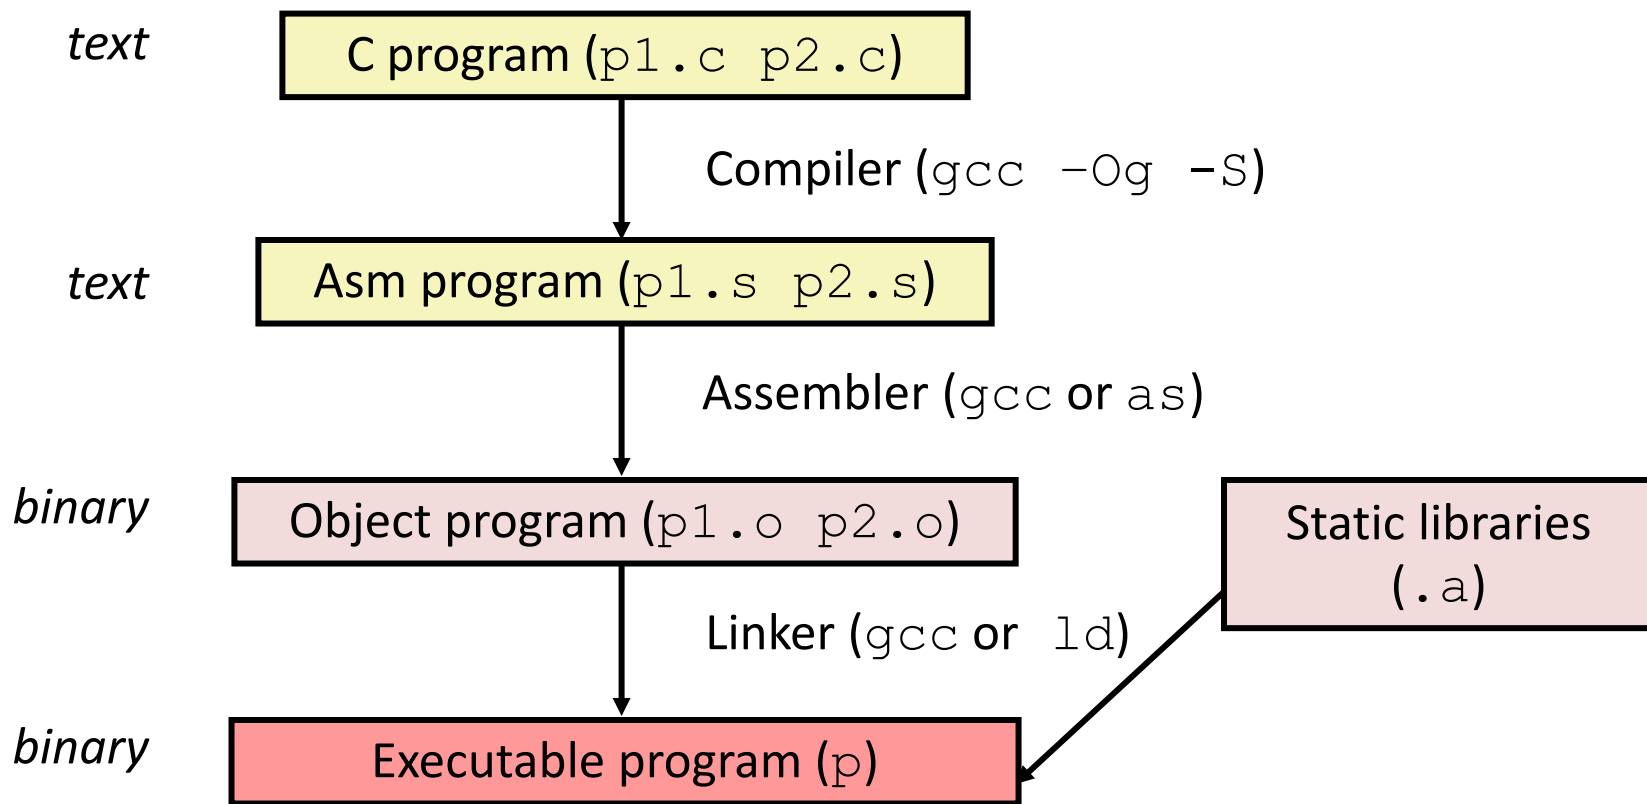 text
C program (p1.c p2.c)
Compiler (gcc –Og -S)
text
Asm program (p1.s p2.s)
Assembler (gcc or as)
binary
Object program (p1.o p2.o)
Static libraries
(.a)
Linker (gcc or ld)
binary
Executable program (p)